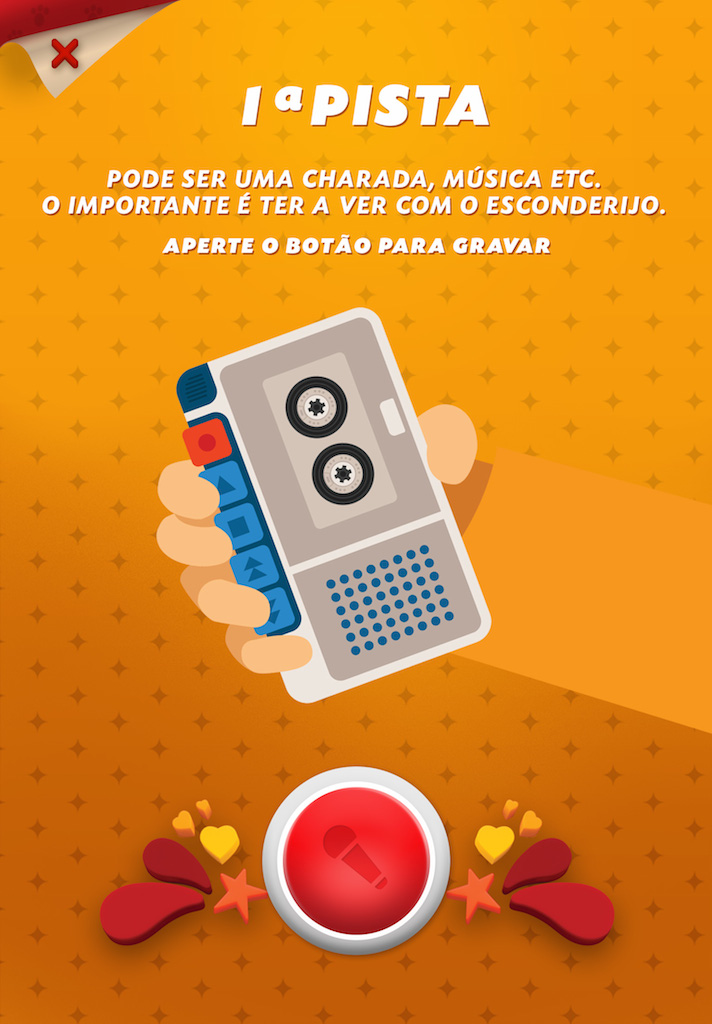 1ª PISTA
PODE SER UMA CHARADA, MÚSICA ETC.
O IMPORTANTE É TER A VER COM O ESCONDERIJO.
APERTE O BOTÃO PARA GRAVAR